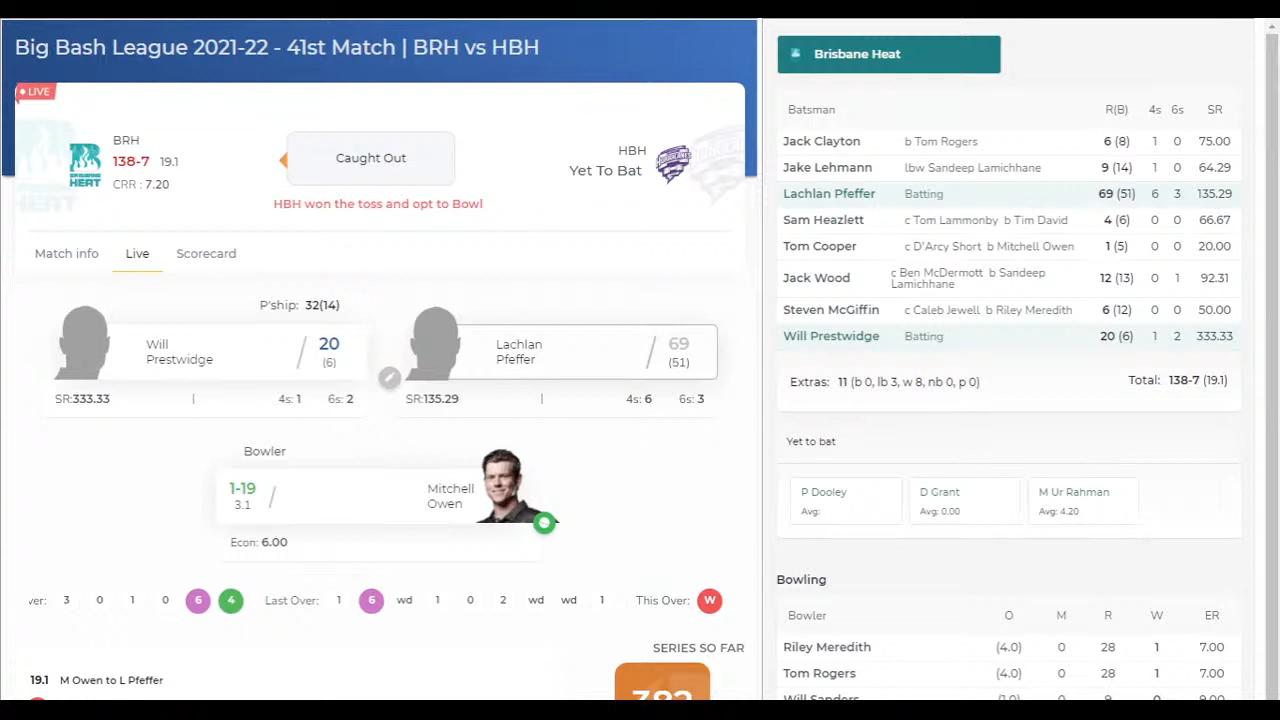 Big Bash League 2021-22 - 41st Match | BRH vs HBH
LIVE
BRH
138-7 19.1
CRR : 7.20
HEAT
Caught Out
HBH
Yet To Bat
HBH won the toss and opt to Bowl
Match info Live Scorecard
P'ship: 32(14)
Will Prestwidge
20
(6)
SR:333.33 | 4s: 1 6s: 2
Lachlan Pfeffer
69
(51)
SR:135.29 | 4s: 6 6s: 3
Bowler
1-19
3.1
Mitchell Owen
Econ: 6.00
ver: 3 0 1 0 6 4 Last Over: 1 6 wd 1 0 2 wd wd 1 This Over: W
SERIES SO FAR
19.1 M Owen to L Pfeffer
382
Brisbane Heat
Batsman R(B) 4s 6s SR
Jack Clayton b Tom Rogers 6 (8) 1 0 75.00
Jake Lehmann lbw Sandeep Lamichhane 9 (14) 1 0 64.29
Lachlan Pfeffer Batting 69 (51) 6 3 135.29
Sam Heazlett c Tom Lammonby b Tim David 4 (6) 0 0 66.67
Tom Cooper c D'Arcy Short b Mitchell Owen 1 (5) 0 0 20.00
Jack Wood c Ben McDermott b Sandeep Lamichhane 12 (13) 0 1 92.31
Steven McGiffin c Caleb Jewell b Riley Meredith 6 (12) 0 0 50.00
Will Prestwidge Batting 20 (6) 1 2 333.33
Extras: 11 (b 0, lb 3, w 8, nb 0, p 0) Total: 138-7 (19.1)
Yet to bat
P Dooley
Avg:
D Grant
Avg: 0.00
M Ur Rahman
Avg: 4.20
Bowling
Bowler O M R W ER
Riley Meredith (4.0) 0 28 1 7.00
Tom Rogers (4.0) 0 28 1 7.00
Will Sanders (1.0) 0 9 0 9.00